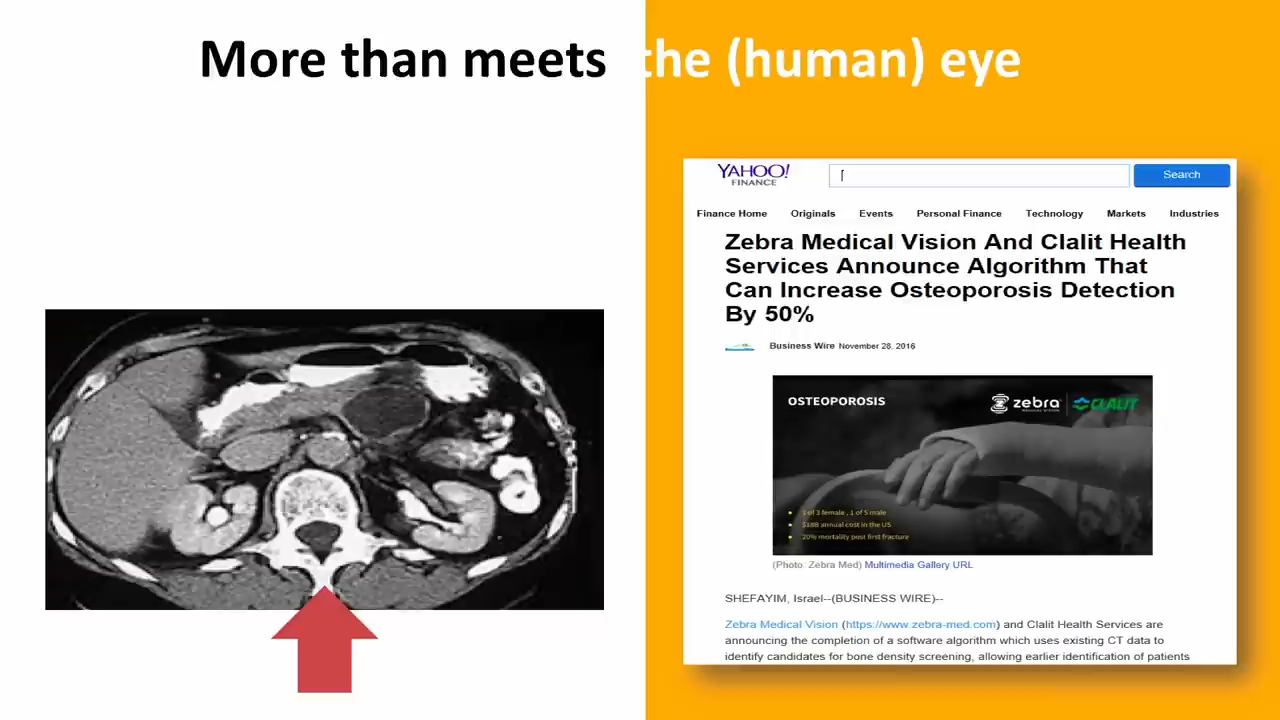 More than meets the (human) eye
YAHOO!
FINANCE
Search
Finance Home Originals Events Personal Finance Technology Markets Industries
Zebra Medical Vision And Clalit Health
Services Announce Algorithm That
Can Increase Osteoporosis Detection
By 50%
Business Wire November 28, 2016
OSTEOPOROSIS
zebra
MEDICAL VISION
CLALIT
• 1 of 3 female , 1 of 5 male
• $18B annual cost in the US
• 20% mortality post first fracture
(Photo: Zebra Med) Multimedia Gallery URL
SHEFAYIM, Israel--(BUSINESS WIRE)--
Zebra Medical Vision (https://www.zebra-med.com) and Clalit Health Services are
announcing the completion of a software algorithm which uses existing CT data to
identify candidates for bone density screening, allowing earlier identification of patients